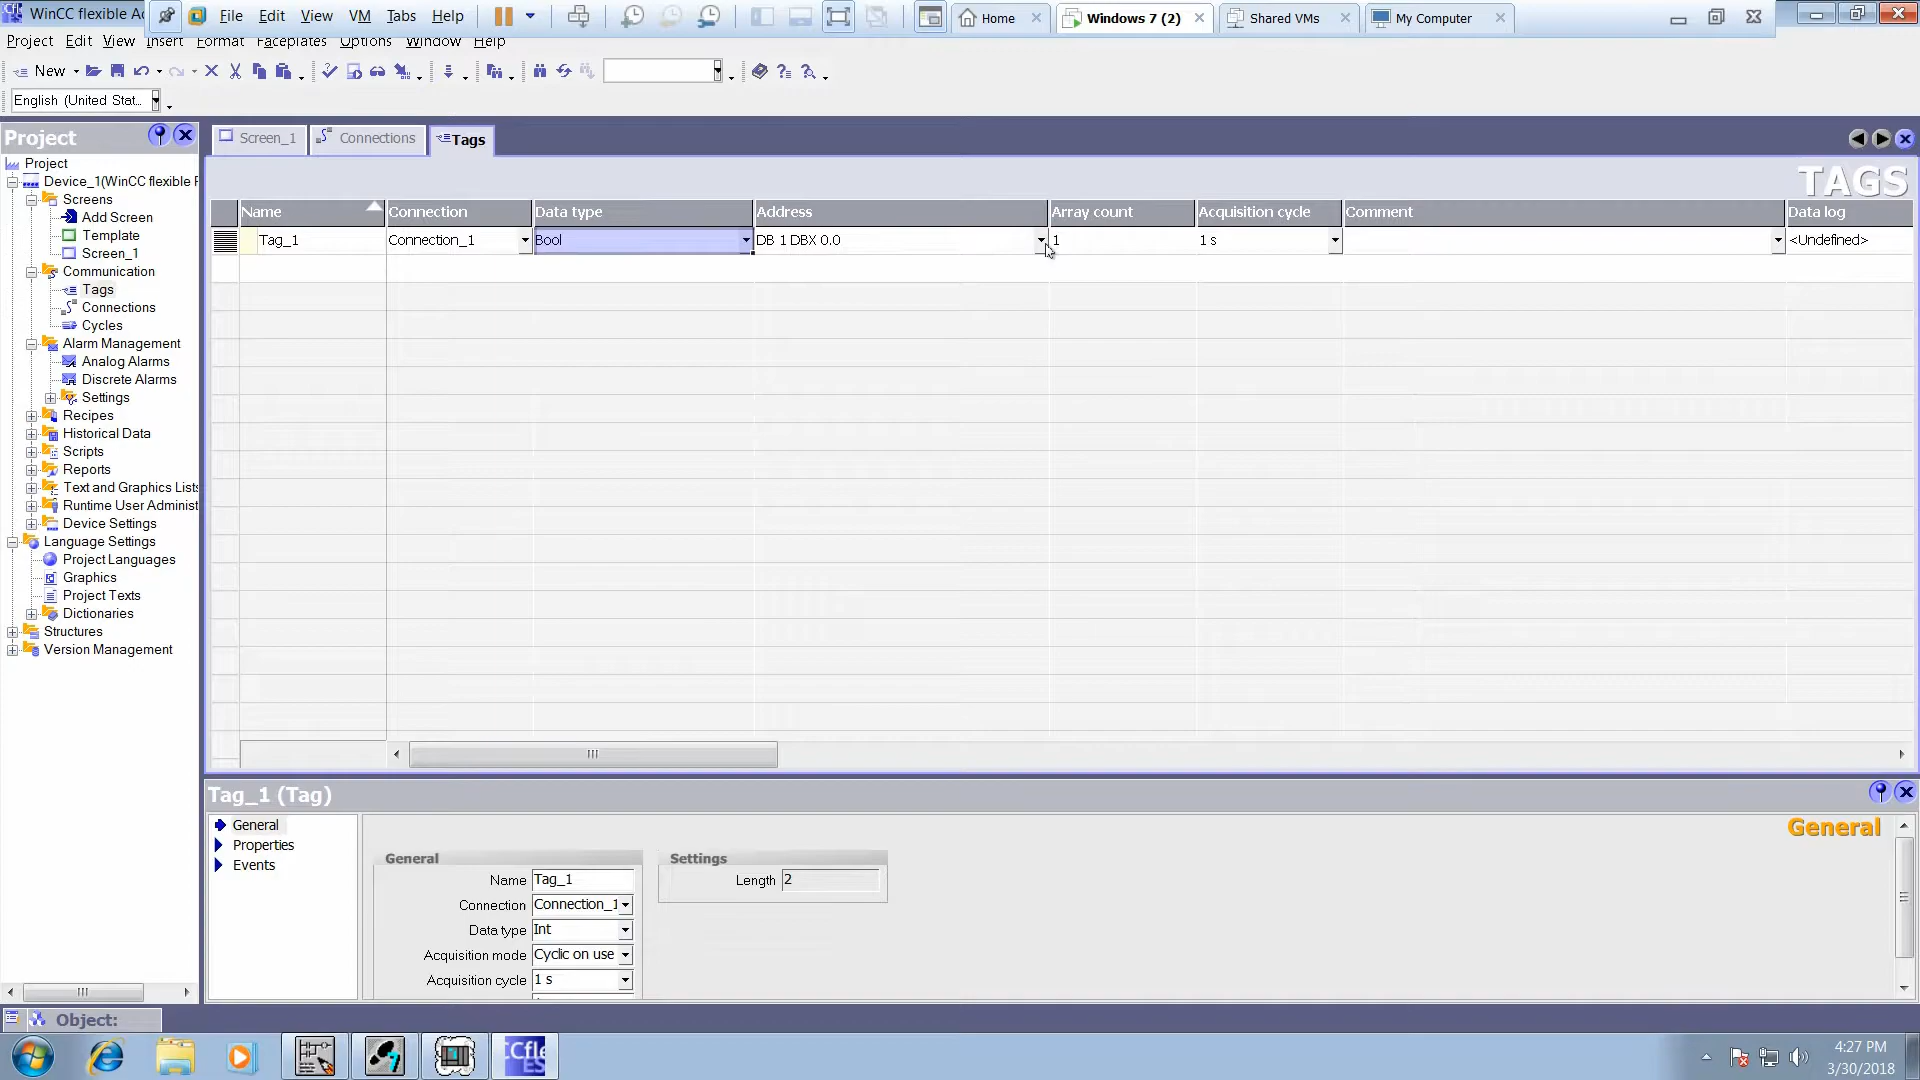 WinCC flexible Ad
File Edit View VM Tabs Help
Home
Windows 7 (2)
Shared VMs
My Computer
Project Edit View Insert Format Faceplates Options Window Help
New
English (United Stat...
Project
Screen_1
Connections
Tags
TAGS
Project
Device_1(WinCC flexible R
Screens
Add Screen
Template
Screen_1
Communication
Tags
Connections
Cycles
Alarm Management
Analog Alarms
Discrete Alarms
Settings
Recipes
Historical Data
Scripts
Reports
Text and Graphics Lists
Runtime User Administ
Device Settings
Language Settings
Project Languages
Graphics
Project Texts
Dictionaries
Structures
Version Management
Name Connection Data type Address Array count Acquisition cycle Comment Data log
Tag_1 Connection_1 Bool DB 1 DBX 0.0 1 1 s <Undefined>
Tag_1 (Tag)
General
Properties
Events
General
General
Name Tag_1
Connection Connection_1
Data type Int
Acquisition mode Cyclic on use
Acquisition cycle 1 s
Settings
Length 2
Object:
4:27 PM
3/30/2018